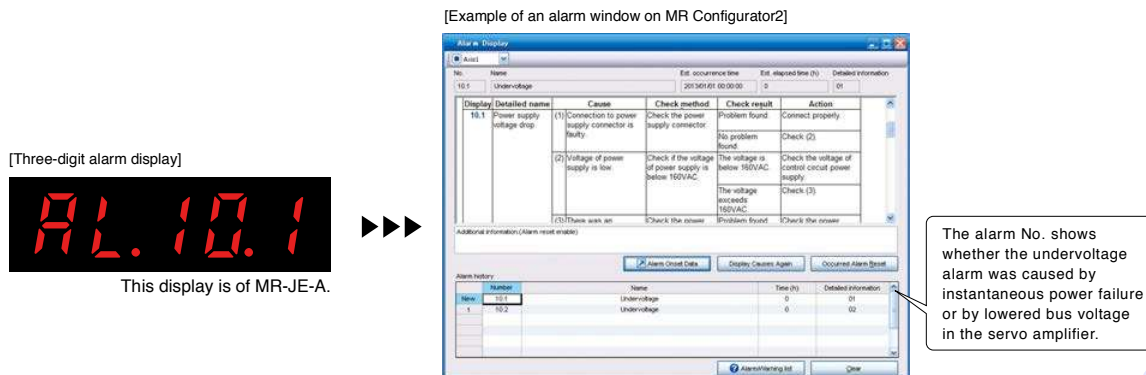 [Example of an alarm window on MR Configurator2]
Alarm Display
Axis1
No. Name Est. occurrence time Est. elapsed time (h) Detailed information
10.1 Undervoltage 2013/01/01 00:00:00 0 01
Display Detailed name Cause Check method Check result Action
10.1 Power supply voltage drop. (1) Connection to power supply connector is faulty. Check the power supply connector. Problem found. Connect properly.
No problem found. Check (2).
(2) Voltage of power supply is low. Check if the voltage of power supply is below 160VAC. The voltage is below 160VAC. Check the voltage of control circuit power supply.
The voltage exceeds 160VAC. Check (3).
(3) There was an Check the power Problem found. Check the power
Additional information (Alarm reset enable)
Alarm Onset Data Display Causes Again Occurred Alarm Reset
Alarm history
Number Name Time (h) Detailed information
New 10.1 Undervoltage 0 01
1 10.2 Undervoltage 0 02
Alarm/Warning list Clear
[Three-digit alarm display]
AL.10.1
This display is of MR-JE-A.
The alarm No. shows
whether the undervoltage
alarm was caused by
instantaneous power failure
or by lowered bus voltage
in the servo amplifier.